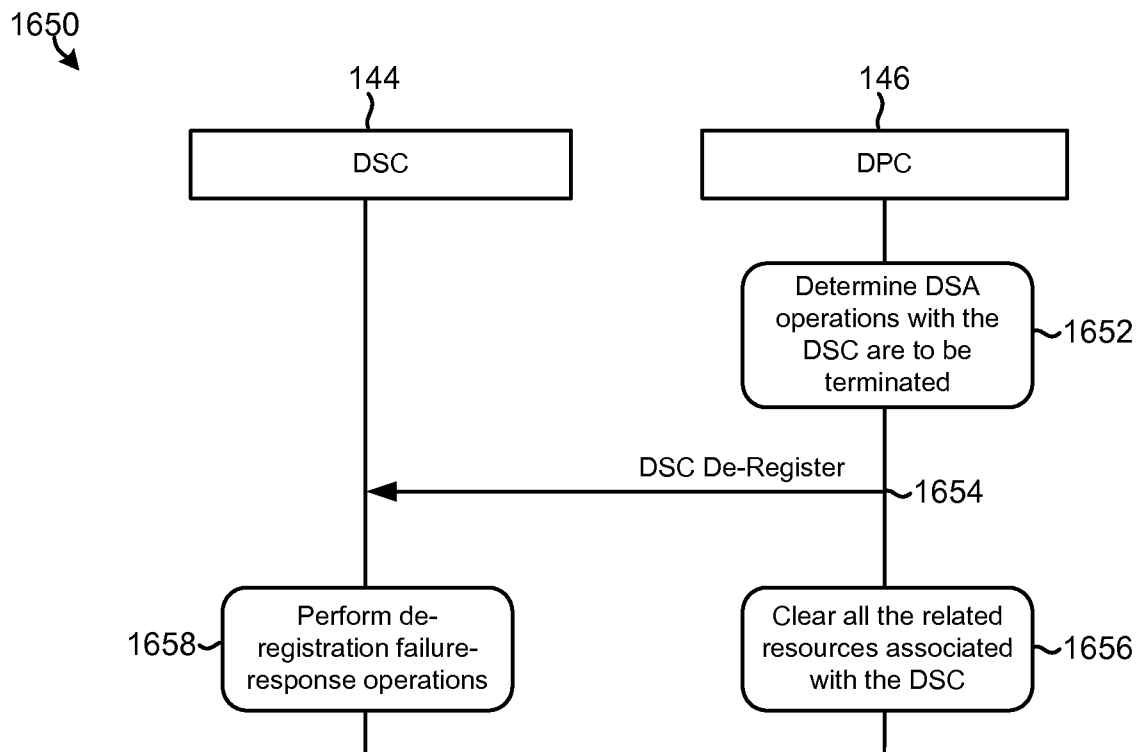 1650
144
146
DSC
DPC
Determine DSA
operations with the
DSC are to be
terminated
1652
DSC De-Register
1654
Perform de-
registration failure-
response operations
1658
Clear all the related
resources associated
with the DSC
1656